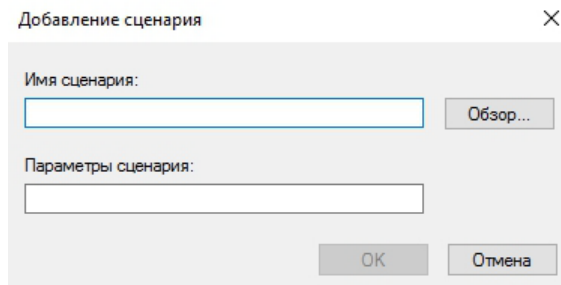 Добавление сценария
Имя сценария:
Обзор...
Параметры сценария:
OK
Отмена